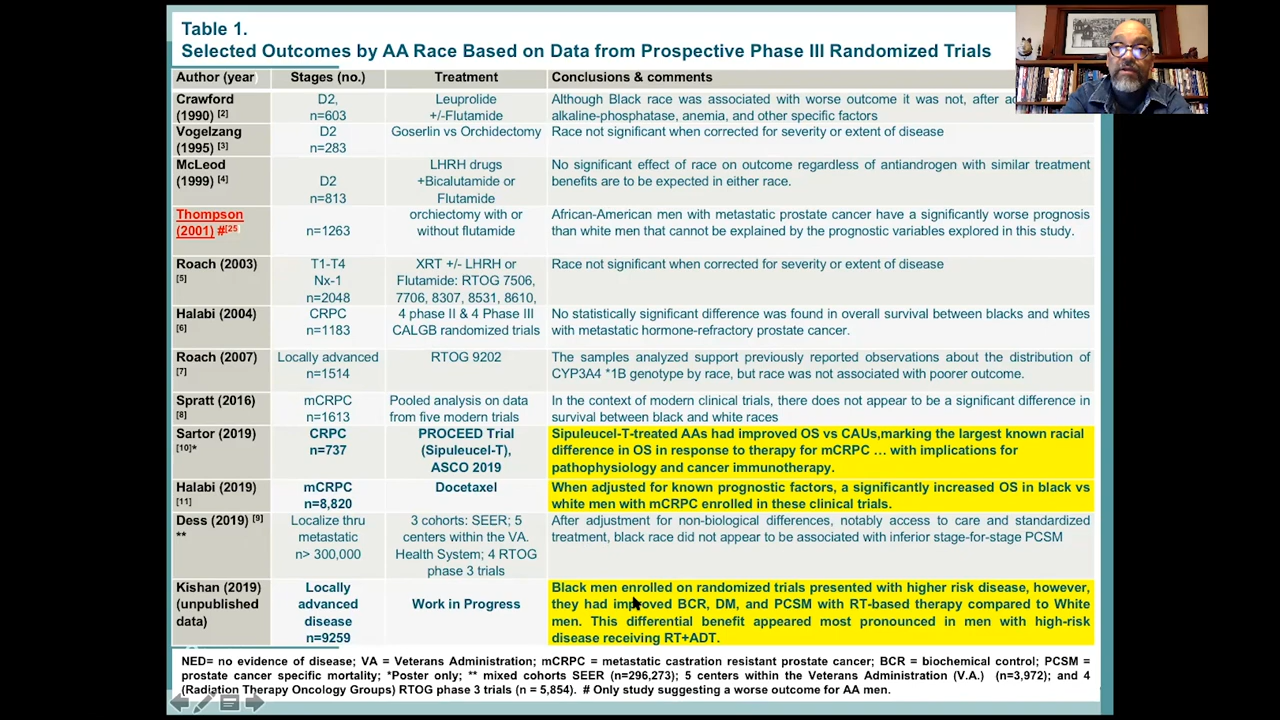 Table 1.
Selected Outcomes by AA Race Based on Data from Prospective Phase III Randomized Trials
Author (year) Stages (no.) Treatment Conclusions & comments
Crawford (1990) [2]
D2, n=603
Leuprolide +/-Flutamide
Although Black race was associated with worse outcome it was not, after
alkaline-phosphatase, anemia, and other specific factors
Vogelzang (1995) [3]
D2 n=283
Goserlin vs Orchidectomy
Race not significant when corrected for severity or extent of disease
McLeod (1999) [4]
D2 n=813
LHRH drugs +Bicalutamide or Flutamide
No significant effect of race on outcome regardless of antiandrogen with similar treatment
benefits are to be expected in either race.
Thompson (2001) #[25
n=1263
orchiectomy with or without flutamide
African-American men with metastatic prostate cancer have a significantly worse prognosis
than white men that cannot be explained by the prognostic variables explored in this study.
Roach (2003) [5]
T1-T4 Nx-1 n=2048
XRT +/- LHRH or Flutamide: RTOG 7506, 7706, 8307, 8531, 8610,
Race not significant when corrected for severity or extent of disease
Halabi (2004) [6]
CRPC n=1183
4 phase II & 4 Phase III CALGB randomized trials
No statistically significant difference was found in overall survival between blacks and whites
with metastatic hormone-refractory prostate cancer.
Roach (2007) [7]
Locally advanced n=1514
RTOG 9202
The samples analyzed support previously reported observations about the distribution of
CYP3A4 *1B genotype by race, but race was not associated with poorer outcome.
Spratt (2016) [8]
mCRPC n=1613
Pooled analysis on data from five modern trials
In the context of modern clinical trials, there does not appear to be a significant difference in
survival between black and white races
Sartor (2019) [10]*
CRPC n=737
PROCEED Trial (Sipuleucel-T), ASCO 2019
Sipuleucel-T-treated AAs had improved OS vs CAUs,marking the largest known racial
difference in OS in response to therapy for mCRPC … with implications for
pathophysiology and cancer immunotherapy.
Halabi (2019) [11]
mCRPC n=8,820
Docetaxel
When adjusted for known prognostic factors, a significantly increased OS in black vs
white men with mCRPC enrolled in these clinical trials.
Dess (2019) [9] **
Localize thru metastatic n> 300,000
3 cohorts: SEER; 5 centers within the VA. Health System; 4 RTOG phase 3 trials
After adjustment for non-biological differences, notably access to care and standardized
treatment, black race did not appear to be associated with inferior stage-for-stage PCSM
Kishan (2019) (unpublished data)
Locally advanced disease n=9259
Work in Progress
Black men enrolled on randomized trials presented with higher risk disease, however,
they had improved BCR, DM, and PCSM with RT-based therapy compared to White
men. This differential benefit appeared most pronounced in men with high-risk
disease receiving RT+ADT.
NED= no evidence of disease; VA = Veterans Administration; mCRPC = metastatic castration resistant prostate cancer; BCR = biochemical control; PCSM =
prostate cancer specific mortality; *Poster only; ** mixed cohorts SEER (n=296,273); 5 centers within the Veterans Administration (V.A.) (n=3,972); and 4
(Radiation Therapy Oncology Groups) RTOG phase 3 trials (n = 5,854). # Only study suggesting a worse outcome for AA men.